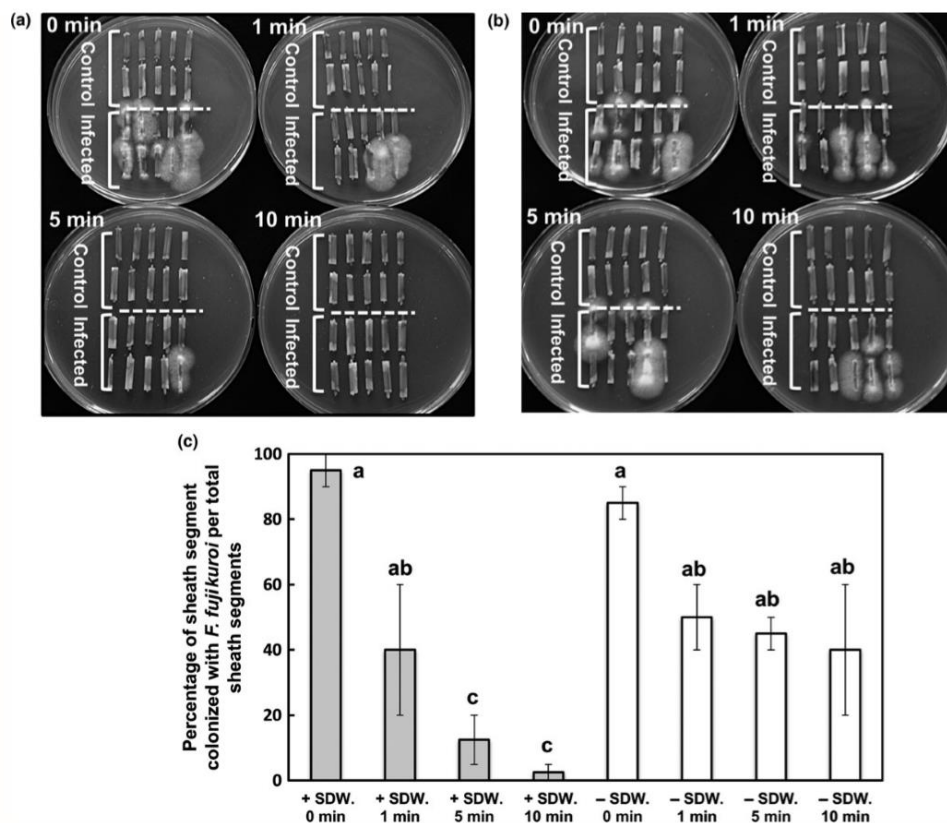 (a)
0 min
1 min
Control
Infected
Control
Infected
5 min
10 min
Control
Infected
Control
Infected
(b)
0 min
1 min
Control
Infected
Control
Infected
5 min
10 min
Control
Infected
Control
Infected
(c)
Percentage of sheath segment
colonized with F. fujikuroi per total
sheath segments
100
80
60
40
20
0
a
ab
c
c
a
ab
ab
ab
+ SDW. + SDW. + SDW. + SDW. – SDW. – SDW. – SDW. – SDW.
0 min 1 min 5 min 10 min 0 min 1 min 5 min 10 min